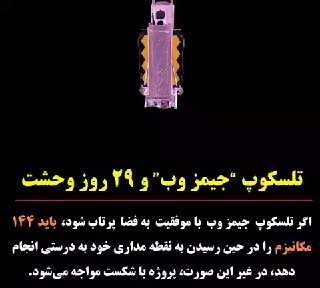 تلسکوپ “جیمز وب” و ۲۹ روز وحشت
اگر تلسکوپ جیمز وب با موفقیت به فضا پرتاب شود، باید ۱۴۴
مکانیزم را در حین رسیدن به نقطه مداری خود به درستی انجام
دهد، در غیر این صورت، پروژه با شکست مواجه می‌شود.